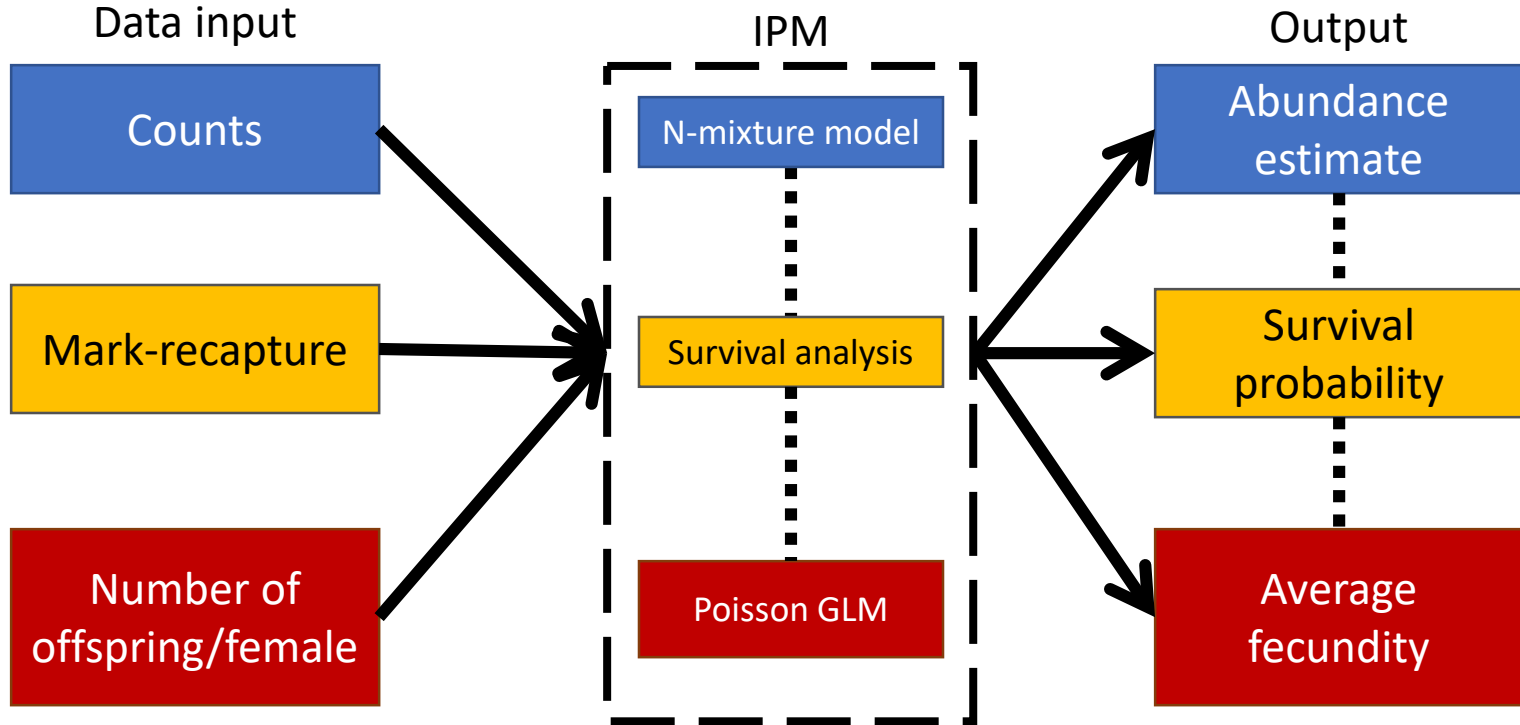 Data input
IPM
Output
Counts
N-mixture model
Abundance
estimate
Mark-recapture
Survival analysis
Survival
probability
Number of
offspring/female
Poisson GLM
Average
fecundity